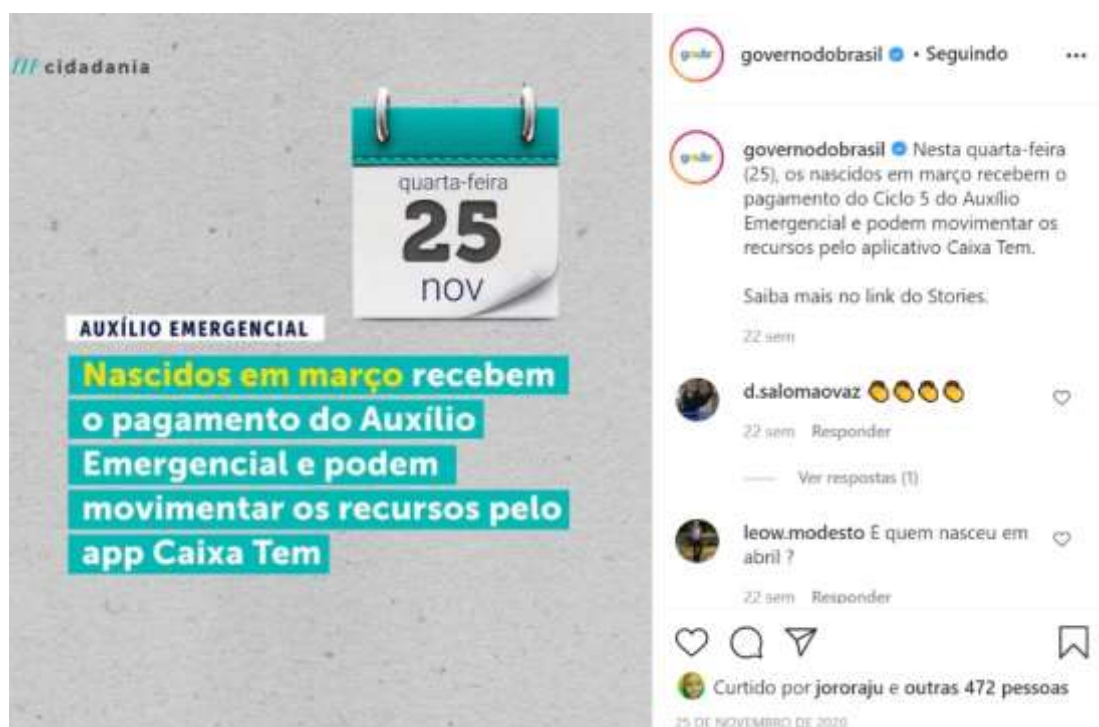 /// cidadania
quarta-feira
25
nov
AUXÍLIO EMERGENCIAL
Nascidos em março recebem
o pagamento do Auxílio
Emergencial e podem
movimentar os recursos pelo
app Caixa Tem
governodobrasil • Seguindo
governodobrasil Nesta quarta-feira
(25), os nascidos em março recebem o
pagamento do Ciclo 5 do Auxílio
Emergencial e podem movimentar os
recursos pelo aplicativo Caixa Tem.
Saiba mais no link do Stories.
22 sem
d.salomaovaz 👏👏👏👏
22 sem Responder
Ver respostas (1)
leow.modesto E quem nasceu em
abril ?
22 sem Responder
Curtido por jororaju e outras 472 pessoas
25 DE NOVEMBRO DE 2020